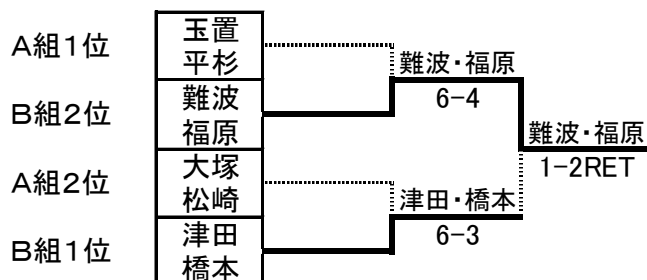 A組1位
玉置
平杉
B組2位
難波
福原
A組2位
大塚
松崎
B組1位
津田
橋本
難波・福原
6-4
津田・橋本
6-3
難波・福原
1-2RET